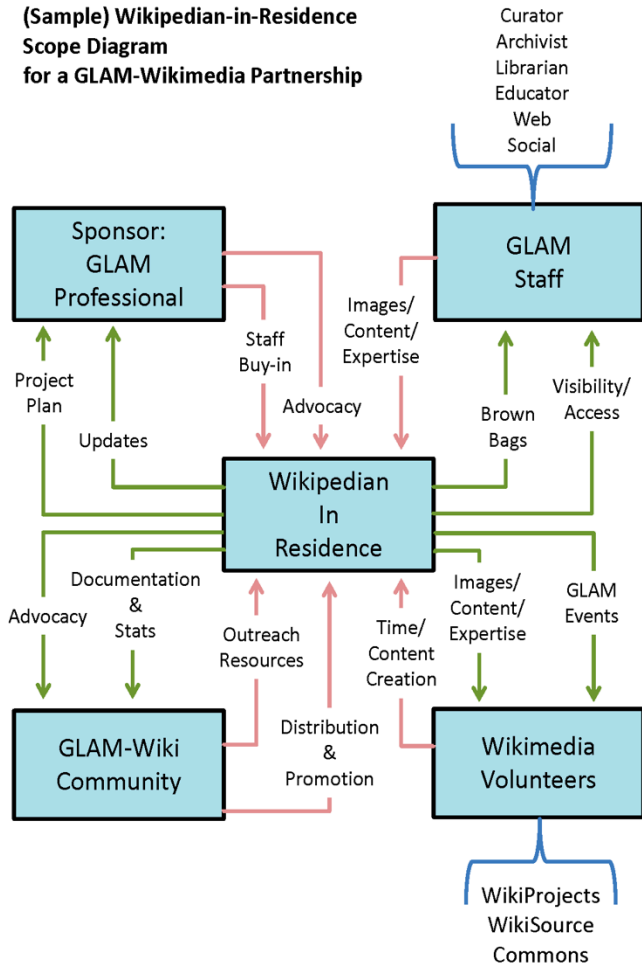 (Sample) Wikipedian-in-Residence
Scope Diagram
for a GLAM-Wikimedia Partnership
Curator
Archivist
Librarian
Educator
Web
Social
Sponsor:
GLAM
Professional
GLAM
Staff
Staff
Buy-in
Advocacy
Images/
Content/
Expertise
Project
Plan
Updates
Brown
Bags
Visibility/
Access
Wikipedian
In
Residence
Advocacy
Documentation
&
Stats
Outreach
Resources
Distribution
&
Promotion
Time/
Content
Creation
Images/
Content/
Expertise
GLAM
Events
GLAM-Wiki
Community
Wikimedia
Volunteers
WikiProjects
WikiSource
Commons